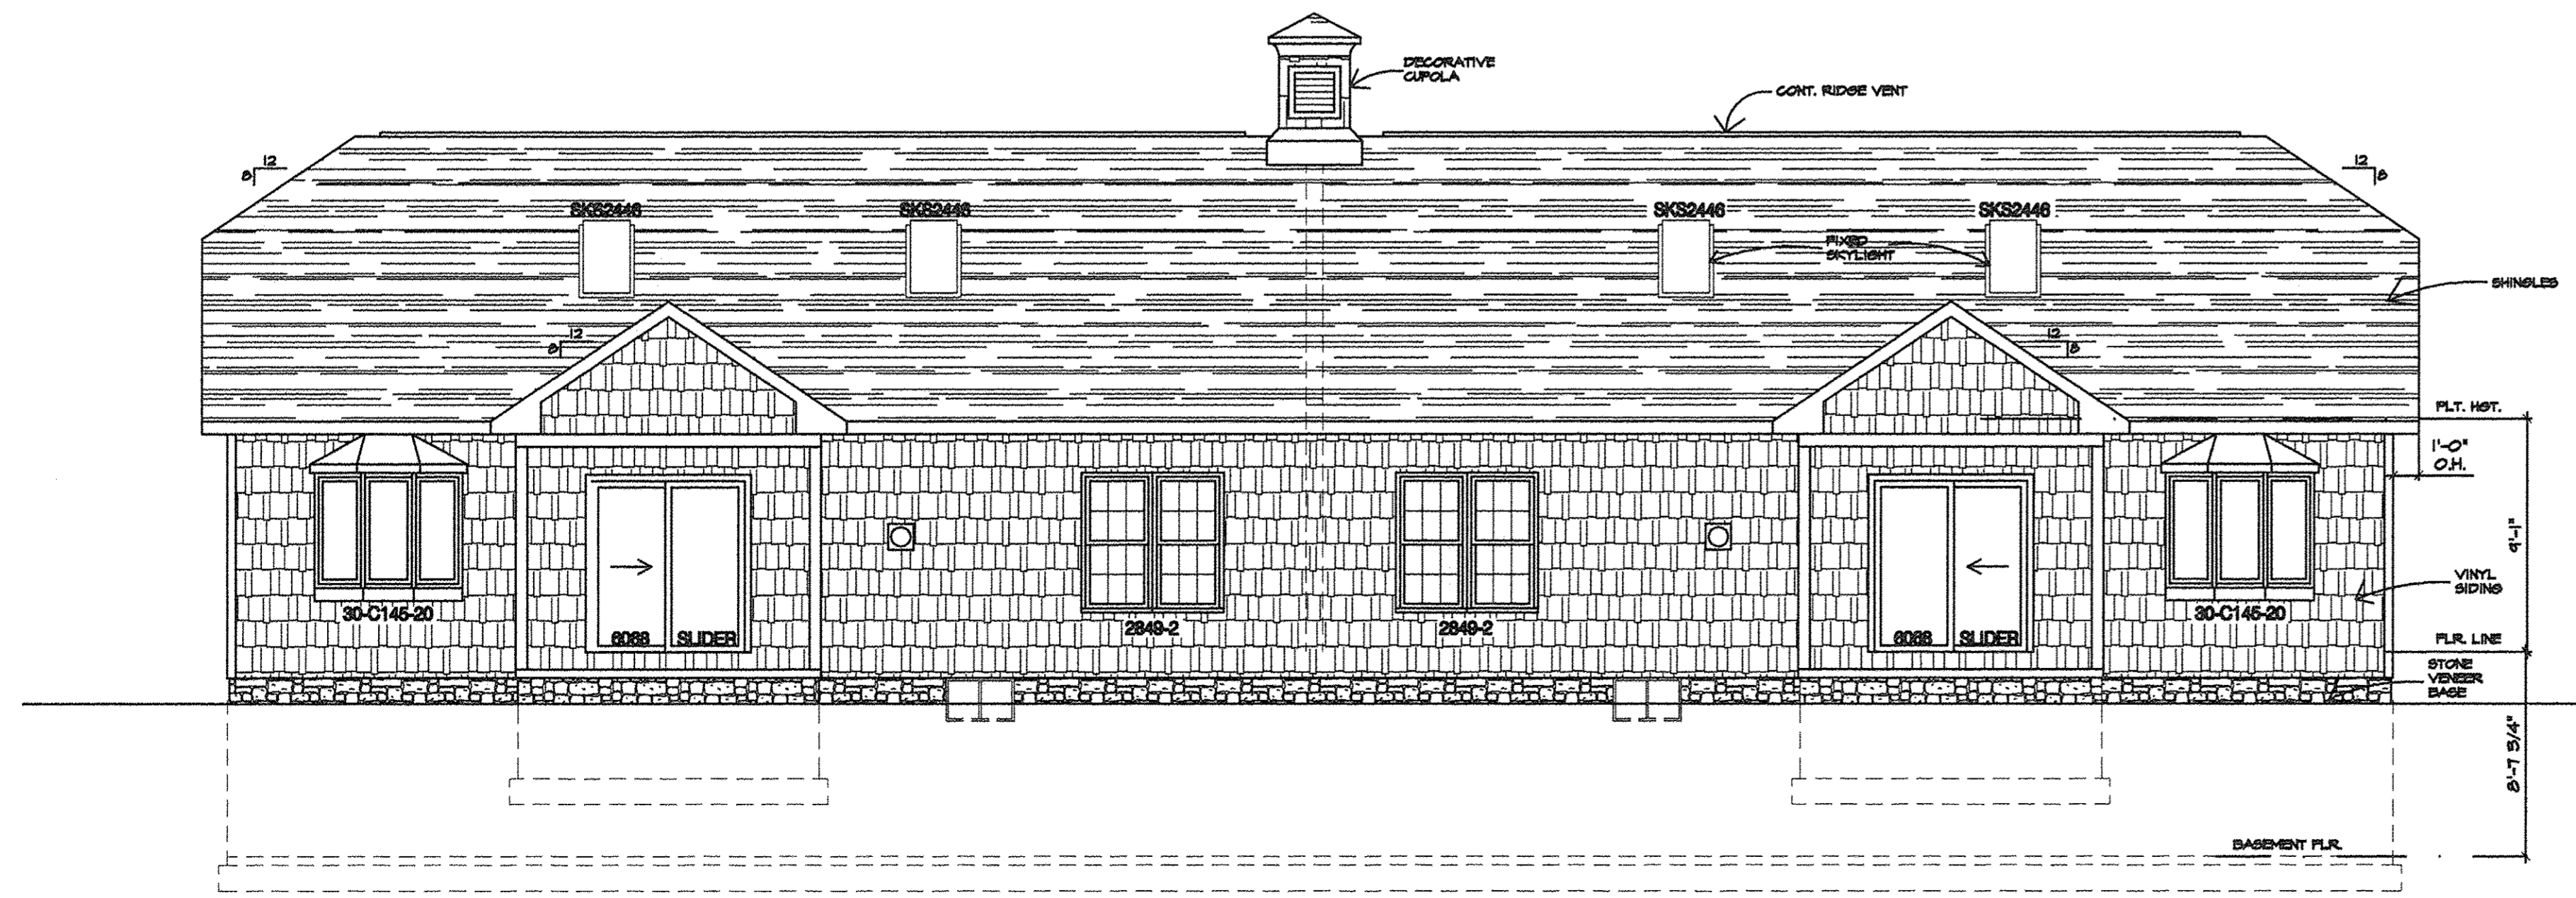 DECORATIVE
CUPOLA
CONT. RIDGE VENT
12
8
12
8
SKS2446
SKS2446
SKS2446
SKS2446
FIXED
SKYLIGHT
SHINGLES
12
8
12
8
PLT. HGT.
1'-0"
O.H.
9'-1"
VINYL
SIDING
30-C145-20
6068 SLIDER
2849-2
2849-2
6068 SLIDER
30-C145-20
FLR. LINE
STONE
VENEER
BASE
8'-7 3/4"
BASEMENT FLR.